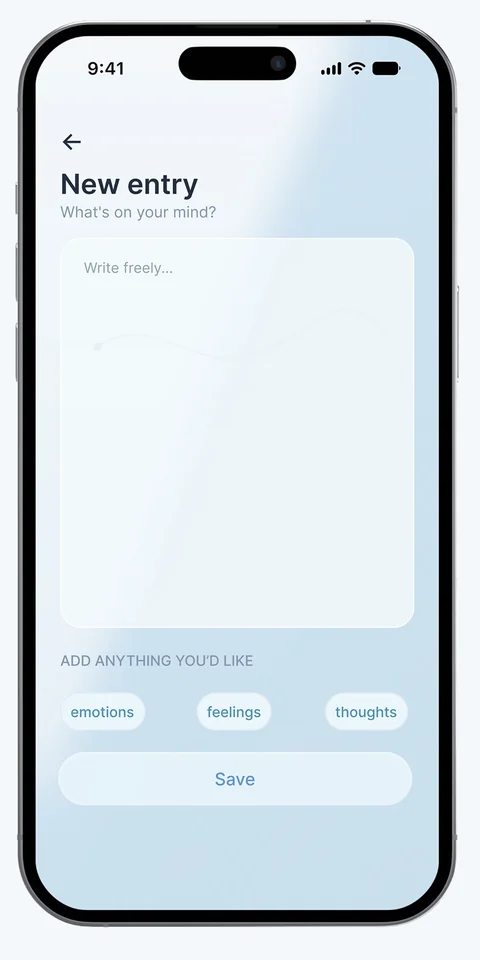 9:41
New entry
What's on your mind?
Write freely...
ADD ANYTHING YOU'D LIKE
emotions feelings thoughts
Save